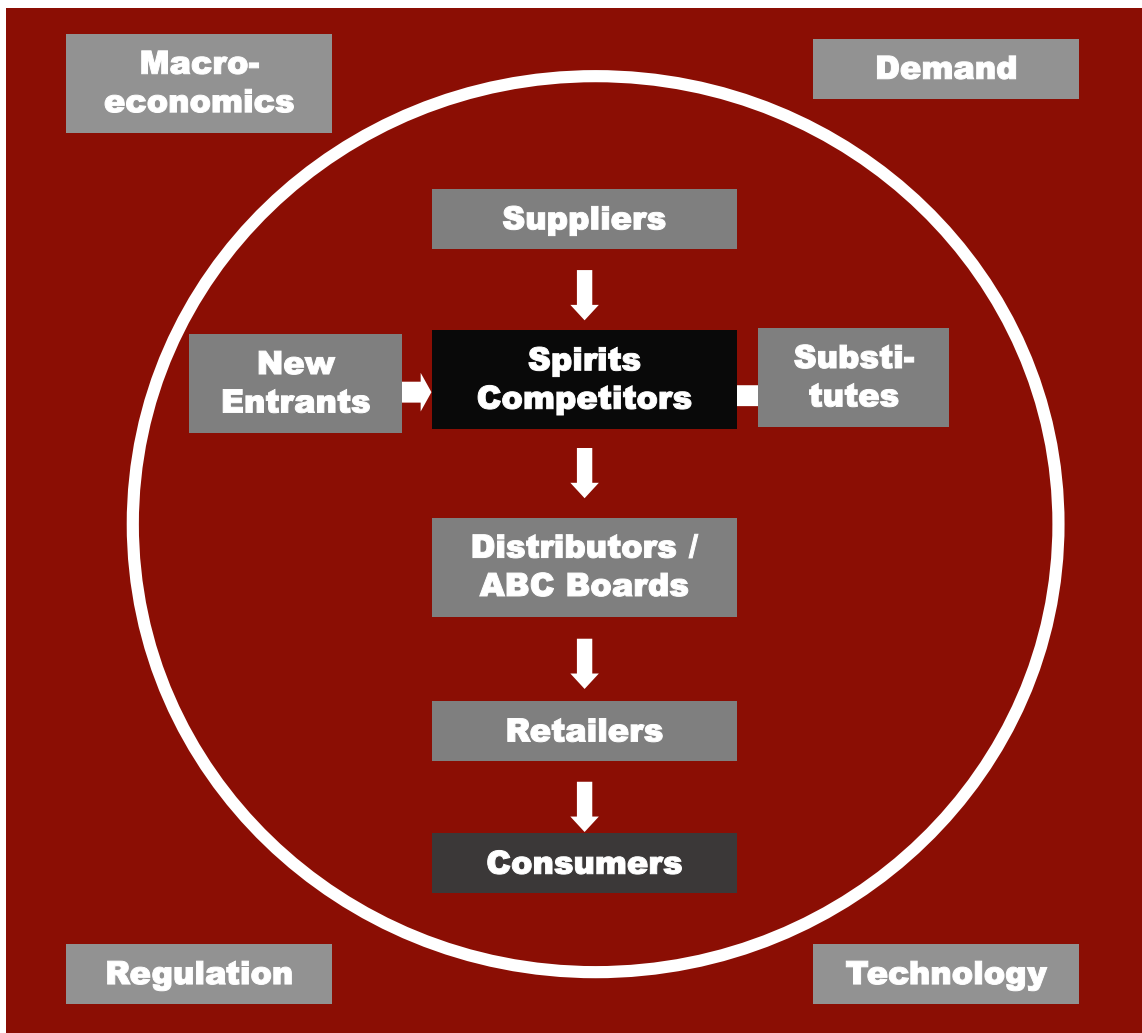 Macro-
economics
Demand
Suppliers
New
Entrants
Spirits
Competitors
Substi-
tutes
Distributors /
ABC Boards
Retailers
Consumers
Regulation
Technology